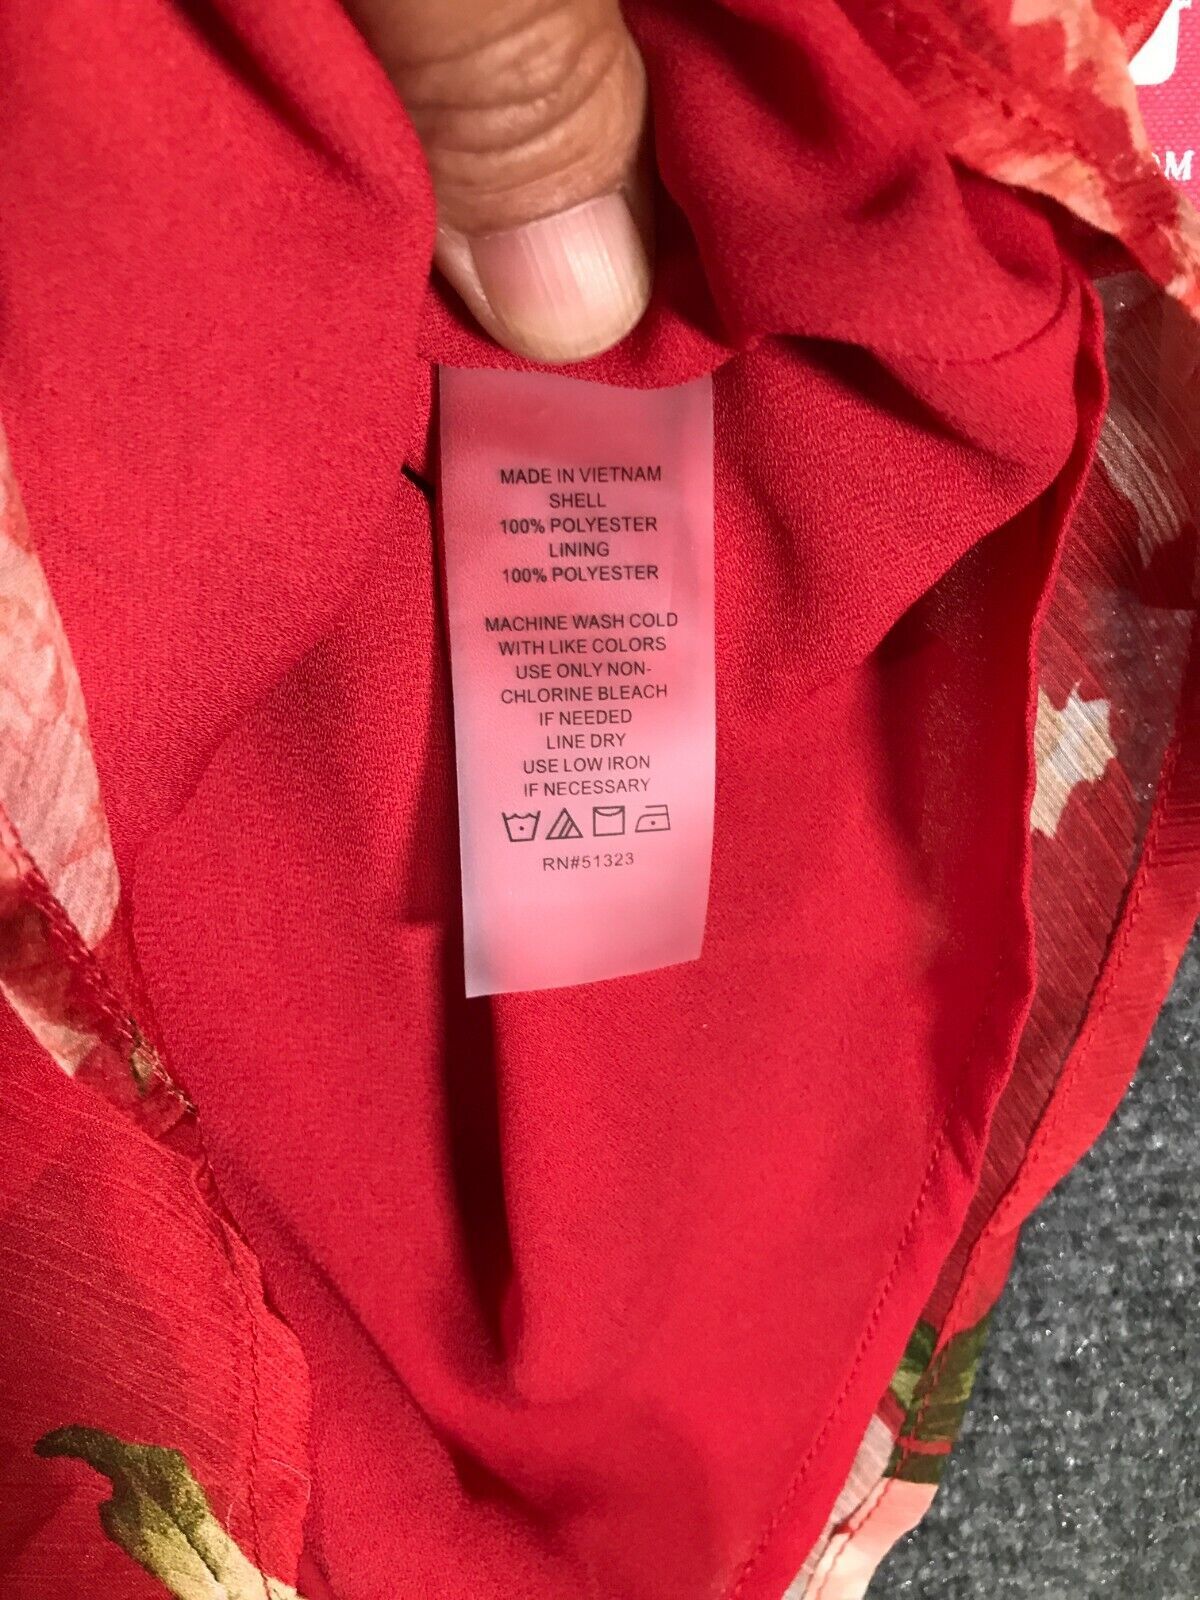 MADE IN VIETNAM
SHELL
100% POLYESTER
LINING
100% POLYESTER
MACHINE WASH COLD
WITH LIKE COLORS
USE ONLY NON-
CHLORINE BLEACH
IF NEEDED
LINE DRY
USE LOW IRON
IF NECESSARY
RN#51323